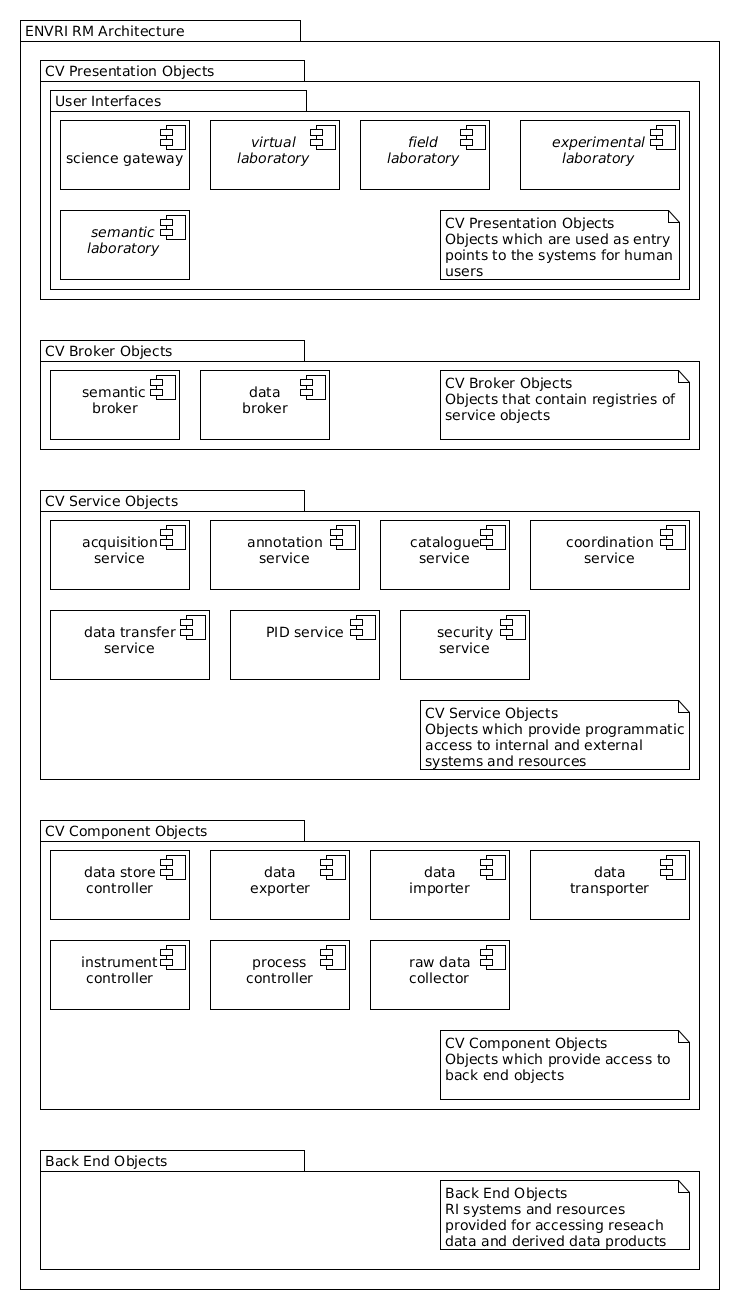 ENVRI RM Architecture
CV Presentation Objects
User Interfaces
science gateway
virtual
laboratory
field
laboratory
experimental
laboratory
semantic
laboratory
CV Presentation Objects
Objects which are used as entry
points to the systems for human
users
CV Broker Objects
semantic
broker
data
broker
CV Broker Objects
Objects that contain registries of
service objects
CV Service Objects
acquisition
service
annotation
service
catalogue
service
coordination
service
data transfer
service
PID service
security
service
CV Service Objects
Objects which provide programmatic
access to internal and external
systems and resources
CV Component Objects
data store
controller
data
exporter
data
importer
data
transporter
instrument
controller
process
controller
raw data
collector
CV Component Objects
Objects which provide access to
back end objects
Back End Objects
Back End Objects
RI systems and resources
provided for accessing reseach
data and derived data products